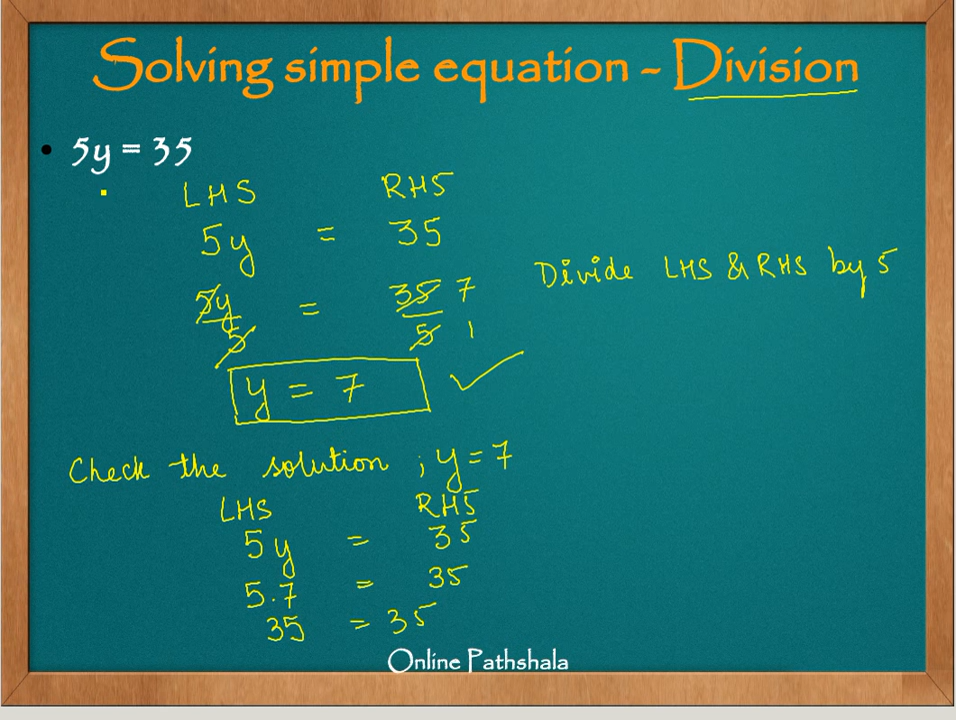 Solving simple equation - Division
• 5y = 35
LHS RHS
5y = 35
Divide LHS & RHS by 5
5y/5 = 35/5 7 1
y = 7 ✓
Check the solution ; y = 7
LHS RHS
5y = 35
5.7 = 35
35 = 35
Online Pathshala